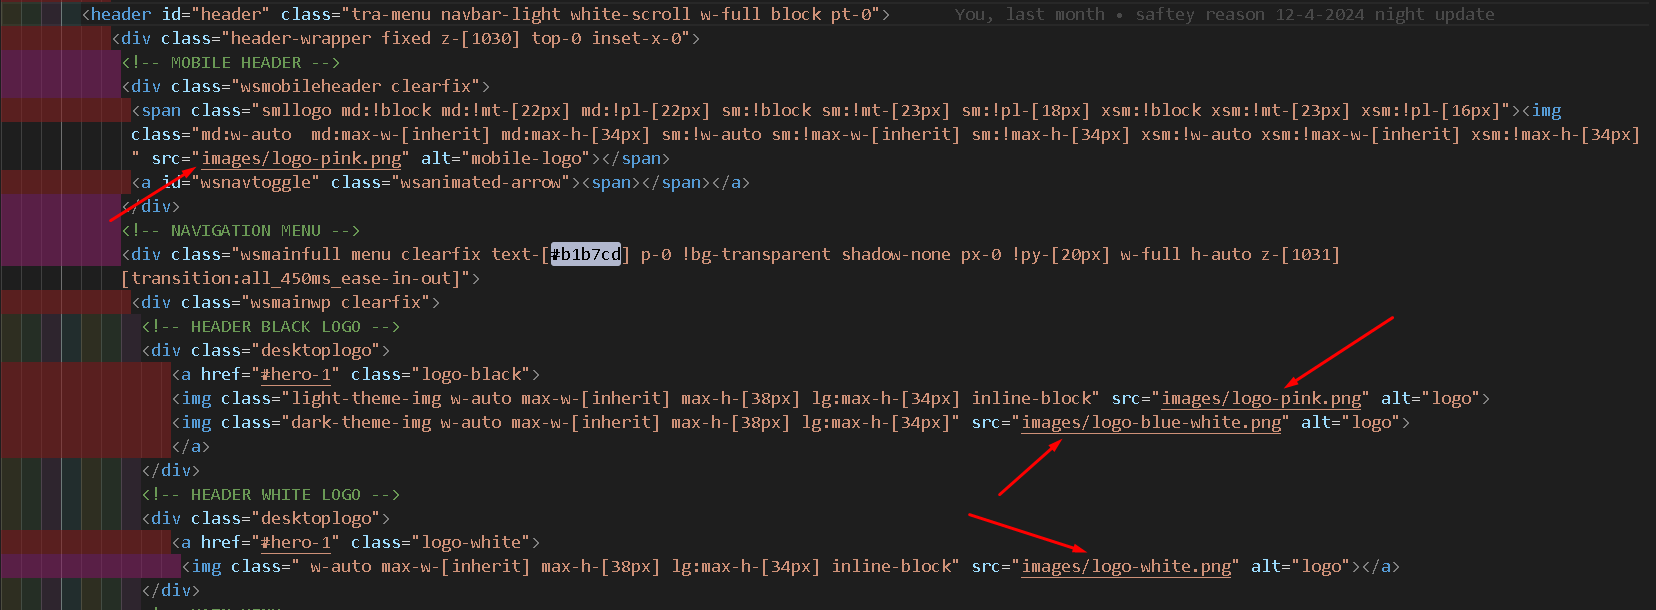 <header id="header" class="tra-menu navbar-light white-scroll w-full block pt-0"> You, last month • saftey reason 12-4-2024 night update
<div class="header-wrapper fixed z-[1030] top-0 inset-x-0">
<!-- MOBILE HEADER -->
<div class="wsmobileheader clearfix">
<span class="smllogo md:!block md:!mt-[22px] md:!pl-[22px] sm:!block sm:!mt-[23px] sm:!pl-[18px] xsm:!block xsm:!mt-[23px] xsm:!pl-[16px]"><img
class="md:w-auto  md:max-w-[inherit] md:max-h-[34px] sm:!w-auto sm:!max-w-[inherit] sm:!max-h-[34px] xsm:!w-auto xsm:!max-w-[inherit] xsm:!max-h-[34px]
" src="images/logo-pink.png" alt="mobile-logo"></span>
<a id="wsnavtoggle" class="wsanimated-arrow"><span></span></a>
</div>
<!-- NAVIGATION MENU -->
<div class="wsmainfull menu clearfix text-[#b1b7cd] p-0 !bg-transparent shadow-none px-0 !py-[20px] w-full h-auto z-[1031]
[transition:all_450ms_ease-in-out]">
<div class="wsmainwp clearfix">
<!-- HEADER BLACK LOGO -->
<div class="desktoplogo">
<a href="#hero-1" class="logo-black">
<img class="light-theme-img w-auto max-w-[inherit] max-h-[38px] lg:max-h-[34px] inline-block" src="images/logo-pink.png" alt="logo">
<img class="dark-theme-img w-auto max-w-[inherit] max-h-[38px] lg:max-h-[34px]" src="images/logo-blue-white.png" alt="logo">
</a>
</div>
<!-- HEADER WHITE LOGO -->
<div class="desktoplogo">
<a href="#hero-1" class="logo-white">
<img class=" w-auto max-w-[inherit] max-h-[38px] lg:max-h-[34px] inline-block" src="images/logo-white.png" alt="logo"></a>
</div>